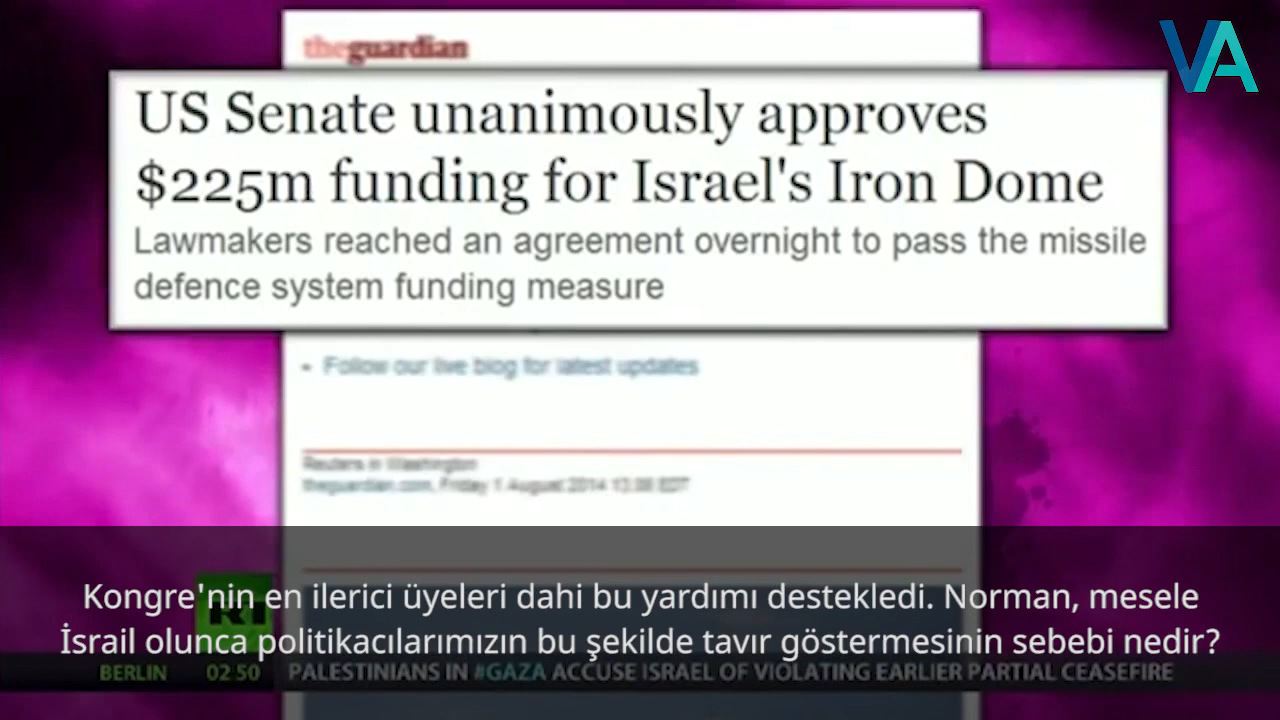 VA
theguardian
US Senate unanimously approves
$225m funding for Israel's Iron Dome
Lawmakers reached an agreement overnight to pass the missile
defence system funding measure
- Follow our live blog for latest updates
Reuters in Washington
theguardian.com, Friday 1 August 2014 13.08 EDT
RT
Kongre'nin en ilerici üyeleri dahi bu yardımı destekledi. Norman, mesele
İsrail olunca politikacılarımızın bu şekilde tavır göstermesinin sebebi nedir?
BERLIN 02 50 PALESTINIANS IN #GAZA ACCUSE ISRAEL OF VIOLATING EARLIER PARTIAL CEASEFIRE